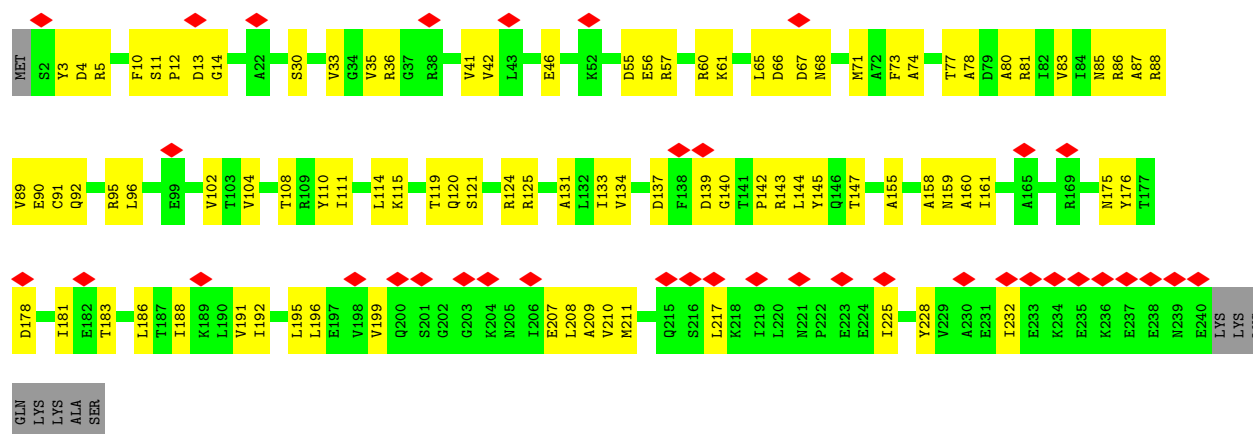 MET S2 Y3 D4 R5 F10 S11 P12 D13 G14 A22 S30 V33 G34 V35 R36 G37 R38 V41 V42 L43 E46 K52 D55 E56 R57 R60 K61 L65 D66 D67 N68 M71 A72 F73 A74 T77 A78 D79 A80 R81 I82 V83 I84 N85 R86 A87 R88
V89 E90 C91 Q92 R95 L96 E99 V102 T103 V104 T108 R109 Y110 I111 L114 K115 T119 Q120 S121 R124 R125 A131 L132 I133 V134 D137 F138 D139 G140 T141 P142 R143 L144 Y145 Q146 T147 A155 A158 N159 A160 I161 A165 R169 N175 Y176 T177
D178 I181 E182 T183 L186 T187 I188 K189 L190 V191 I192 L195 L196 E197 V198 V199 Q200 S201 G202 G203 K204 N205 I206 E207 L208 A209 V210 M211 Q215 S216 L217 K218 I219 L220 N221 P222 E223 E224 I225 Y228 V229 A230 E231 I232 E233 K234 E235 K236 E237 E238 N239 E240 LYS LYS
GLN LYS LYS ALA SER